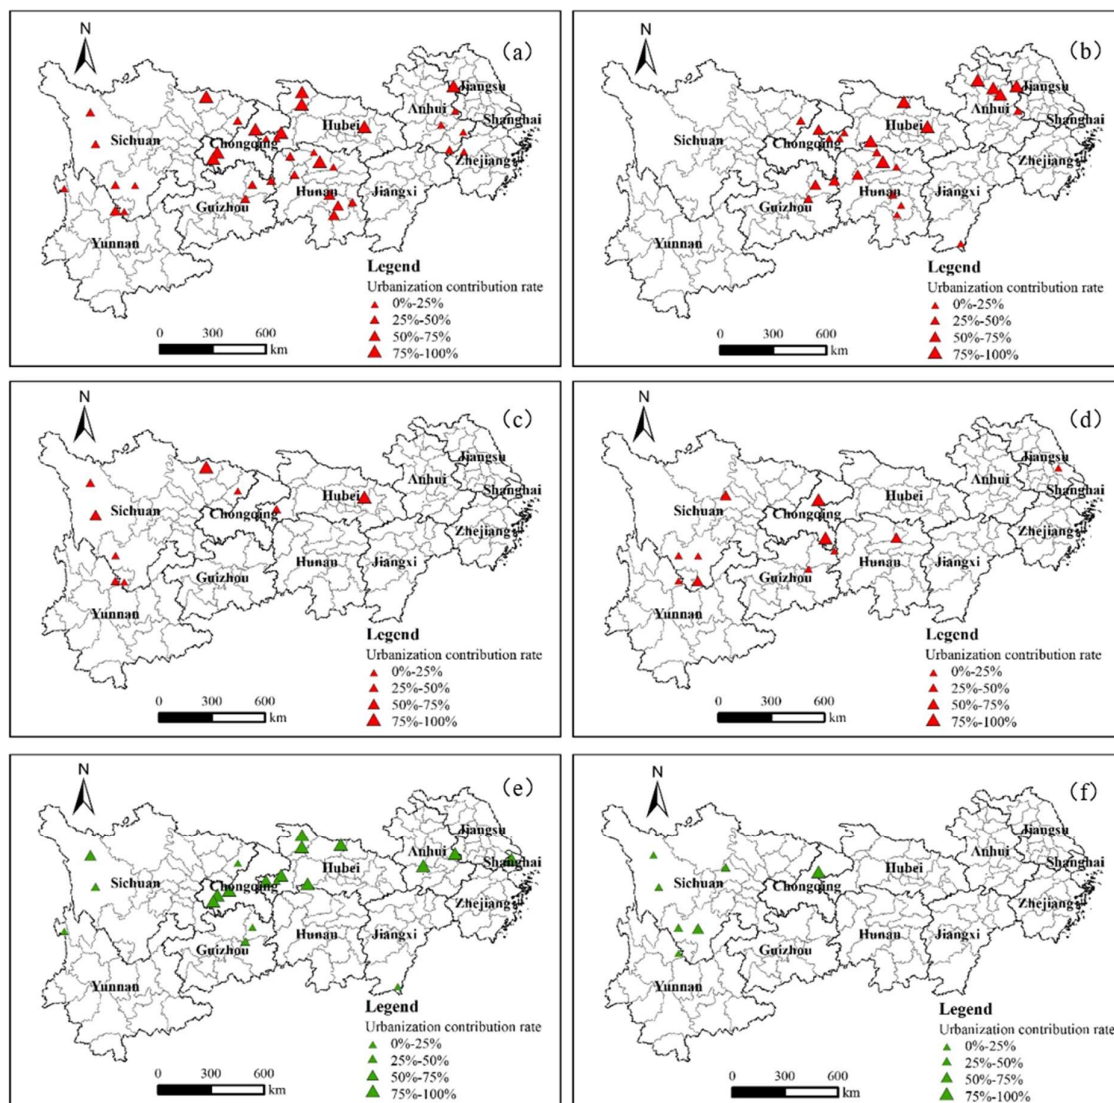 N
(a)
Jiangsu
Anhui
Shanghai
Hubei
Sichuan
Chongqing
Zhejiang
Hunan
Jiangxi
Guizhou
Yunnan
Legend
Urbanization contribution rate
0%-25%
25%-50%
50%-75%
75%-100%
0 300 600
km
N
(b)
Jiangsu
Anhui
Shanghai
Hubei
Sichuan
Chongqing
Zhejiang
Hunan
Jiangxi
Guizhou
Yunnan
Legend
Urbanization contribution rate
0%-25%
25%-50%
50%-75%
75%-100%
0 300 600
km
N
(c)
Jiangsu
Anhui
Shanghai
Hubei
Sichuan
Chongqing
Zhejiang
Hunan
Jiangxi
Guizhou
Yunnan
Legend
Urbanization contribution rate
0%-25%
25%-50%
50%-75%
75%-100%
0 300 600
km
N
(d)
Jiangsu
Anhui
Shanghai
Hubei
Sichuan
Chongqing
Zhejiang
Hunan
Jiangxi
Guizhou
Yunnan
Legend
Urbanization contribution rate
0%-25%
25%-50%
50%-75%
75%-100%
0 300 600
km
N
(e)
Jiangsu
Anhui
Shanghai
Hubei
Sichuan
Chongqing
Zhejiang
Hunan
Jiangxi
Guizhou
Yunnan
Legend
Urbanization contribution rate
0%-25%
25%-50%
50%-75%
75%-100%
0 300 600
km
N
(f)
Jiangsu
Anhui
Shanghai
Hubei
Sichuan
Chongqing
Zhejiang
Hunan
Jiangxi
Guizhou
Yunnan
Legend
Urbanization contribution rate
0%-25%
25%-50%
50%-75%
75%-100%
0 300 600
km